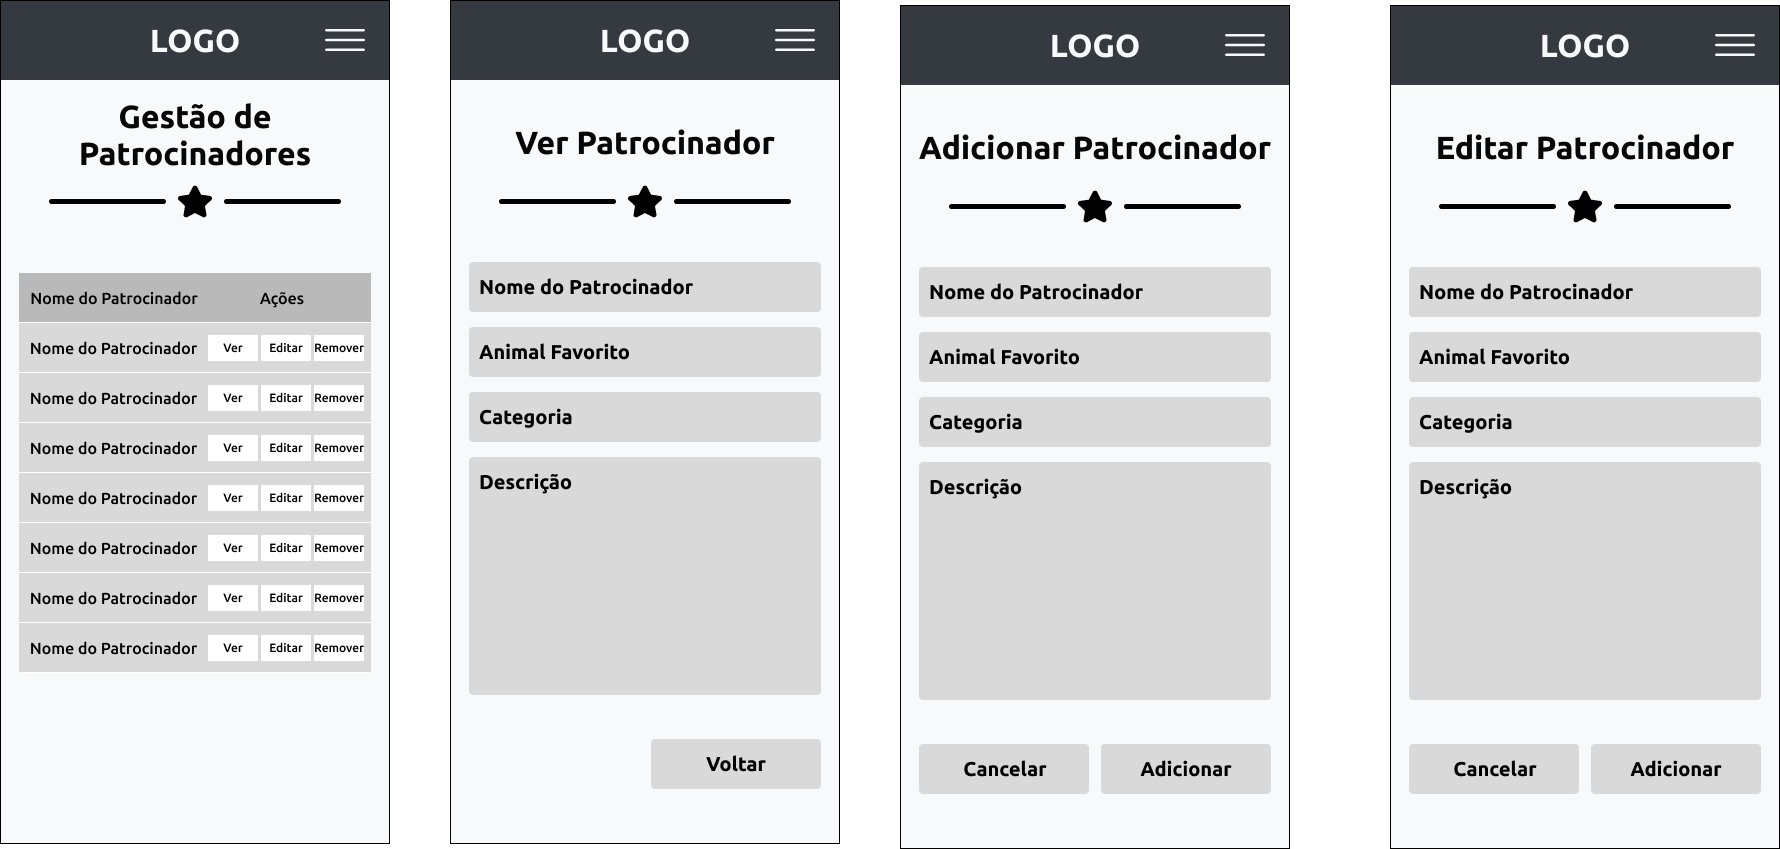 LOGO
Gestão de
Patrocinadores
Nome do Patrocinador Ações
Nome do Patrocinador Ver Editar Remover
Nome do Patrocinador Ver Editar Remover
Nome do Patrocinador Ver Editar Remover
Nome do Patrocinador Ver Editar Remover
Nome do Patrocinador Ver Editar Remover
Nome do Patrocinador Ver Editar Remover
Nome do Patrocinador Ver Editar Remover
LOGO
Ver Patrocinador
Nome do Patrocinador
Animal Favorito
Categoria
Descrição
Voltar
LOGO
Adicionar Patrocinador
Nome do Patrocinador
Animal Favorito
Categoria
Descrição
Cancelar Adicionar
LOGO
Editar Patrocinador
Nome do Patrocinador
Animal Favorito
Categoria
Descrição
Cancelar Adicionar